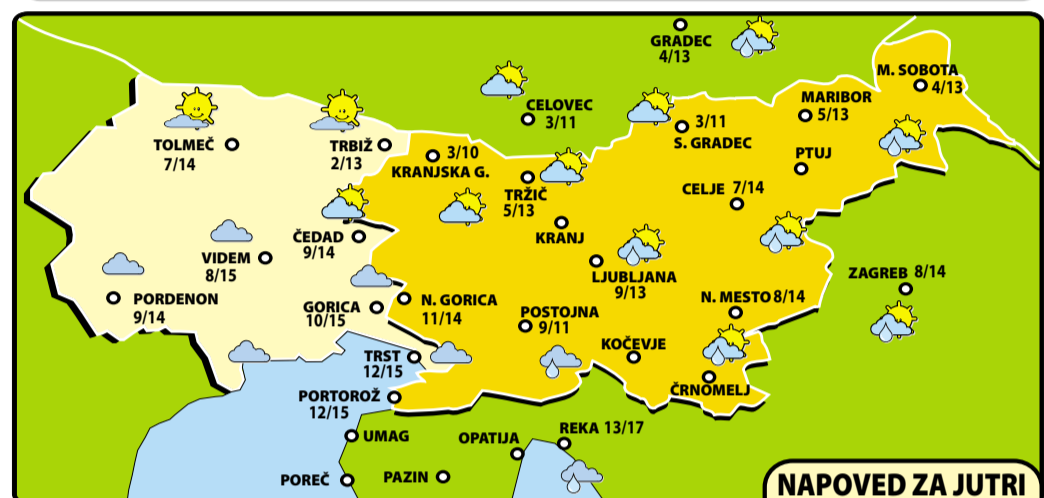 GRADEC
4/13
M. SOBOTA
4/13
CELOVEC
3/11
MARIBOR
5/13
3/11
S. GRADEC
TOLMEČ
7/14
TRBIŽ
2/13
3/10
KRANJSKA G.
PTUJ
TRŽIČ
5/13
CELJE 7/14
KRANJ
ČEDAD
9/14
VIDEM
8/15
LJUBLJANA
9/13
ZAGREB 8/14
PORDENON
9/14
GORICA
10/15
N. GORICA
11/14
N. MESTO 8/14
POSTOJNA
9/11
KOČEVJE
TRST
12/15
ČRNOMELJ
PORTOROŽ
12/15
UMAG
OPATIJA
REKA 13/17
POREČ
PAZIN
NAPOVED ZA JUTRI